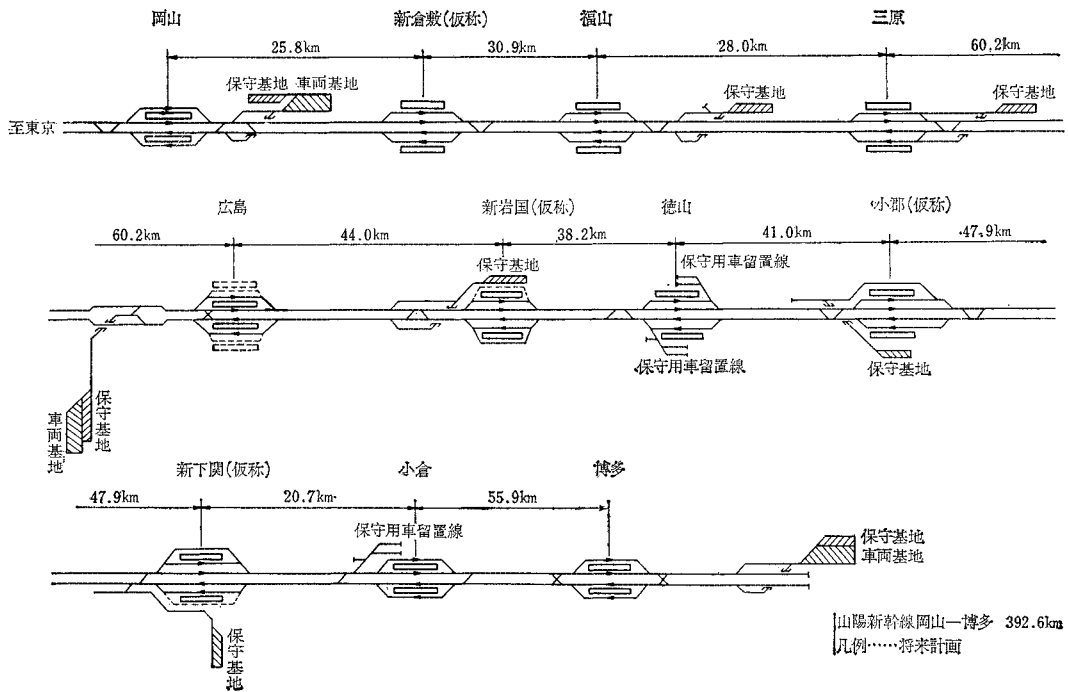 岡山 新倉敷(仮称) 福山 三原
25.8km 30.9km 28.0km 60.2km
保守基地 車両基地 保守基地 保守基地
至東京
広島 新岩国(仮称) 徳山 小郡(仮称)
60.2km 44.0km 38.2km 41.0km 47.9km
保守基地 保守用車留置線
保守用車留置線 保守基地
車両基地 保守基地
新下関(仮称) 小倉 博多
47.9km 20.7km 55.9km
保守用車留置線
保守基地
車両基地
保守基地
山陽新幹線岡山—博多 392.6km
凡例……将来計画